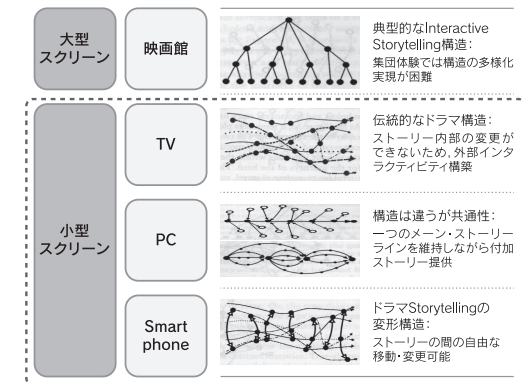 大型
スクリーン
映画館
典型的なInteractive
Storytelling構造：
集団体験では構造の多様化
実現が困難
小型
スクリーン
TV
伝統的なドラマ構造：
ストーリー内部の変更が
できないため，外部インタ
ラクティビティ構築
PC
構造は違うが共通性：
一つのメーン・ストーリー
ラインを維持しながら付加
ストーリー提供
Smart
phone
ドラマStorytellingの
変形構造：
ストーリーの間の自由な
移動・変更可能